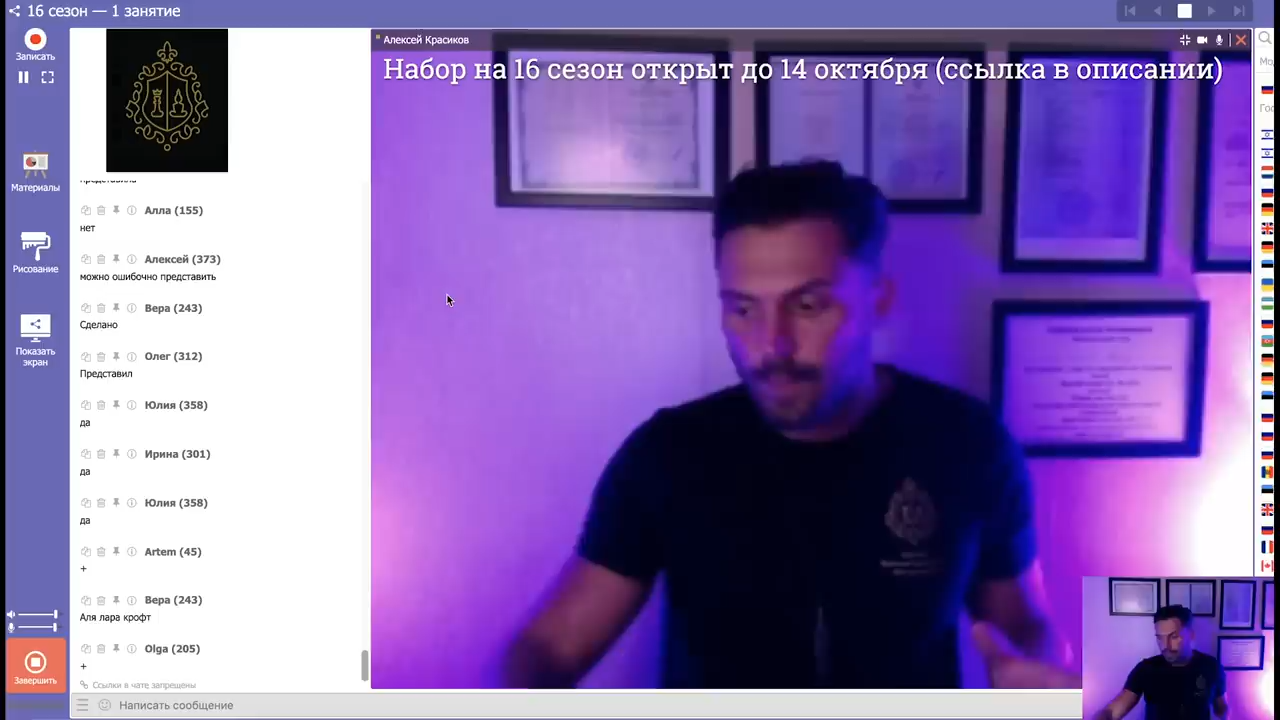 16 сезон — 1 занятие
Записать
Материалы
Рисование
Показать
экран
Завершить
представила
Алла (155)
нет
Алексей (373)
можно ошибочно представить
Вера (243)
Сделано
Олег (312)
Представил
Юлия (358)
да
Ирина (301)
да
Юлия (358)
да
Artem (45)
+
Вера (243)
Аля лара крофт
Olga (205)
+
Ссылки в чате запрещены
Написать сообщение
Алексей Красиков
Набор на 16 сезон открыт до 14 октября (ссылка в описании)